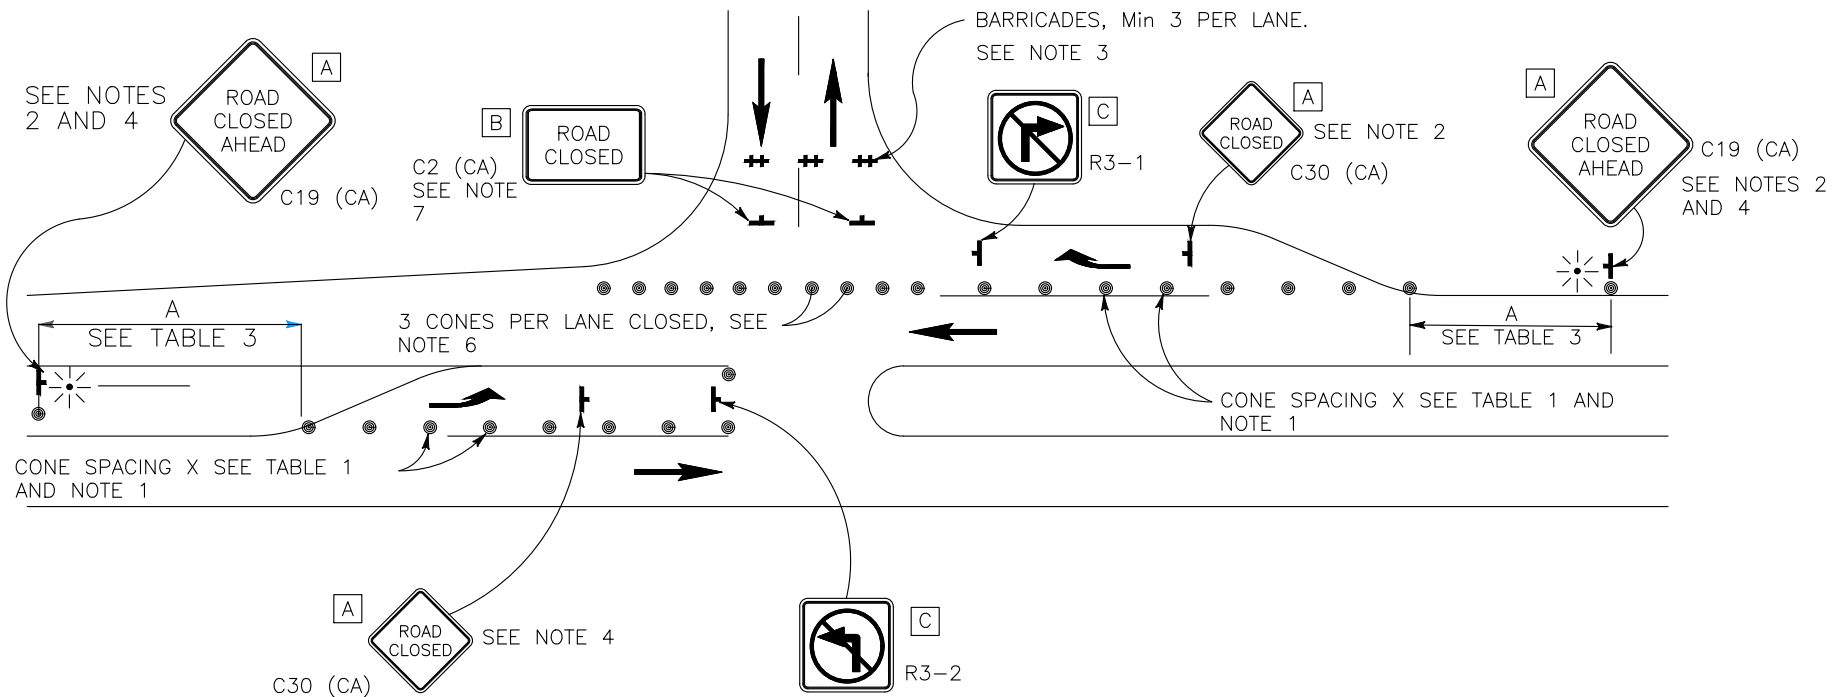 BARRICADES, Min 3 PER LANE.
SEE NOTE 3
A
SEE NOTES
2 AND 4
ROAD
CLOSED
AHEAD
C19 (CA)
B
ROAD
CLOSED
C2 (CA)
SEE NOTE
7
C
R3-1
A
ROAD
CLOSED
SEE NOTE 2
C30 (CA)
A
ROAD
CLOSED
AHEAD
C19 (CA)
SEE NOTES 2
AND 4
A
SEE TABLE 3
3 CONES PER LANE CLOSED, SEE
NOTE 6
A
SEE TABLE 3
CONE SPACING X SEE TABLE 1 AND
NOTE 1
CONE SPACING X SEE TABLE 1
AND NOTE 1
A
ROAD
CLOSED
SEE NOTE 4
C30 (CA)
C
R3-2